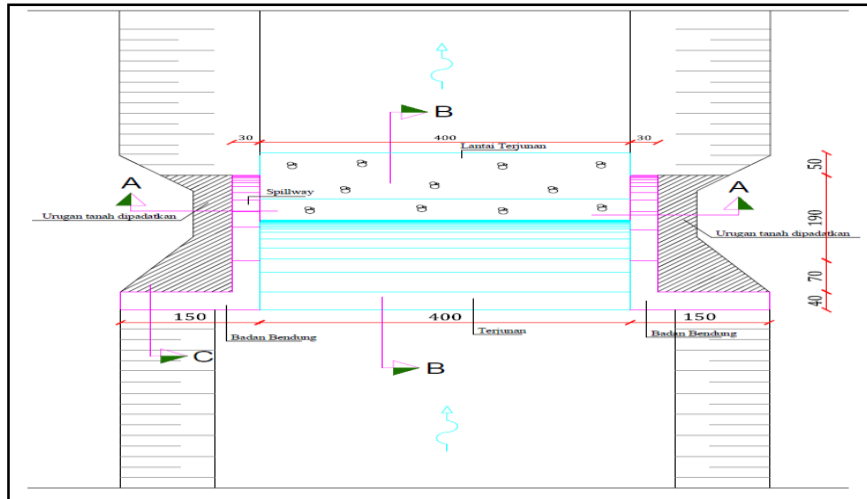 B
30
400
30
Lantai Terjunan
50
A
A
Spillway
Urugan tanah dipadatkan
Urugan tanah dipadatkan
190
70
40
150
400
150
Badan Bendung
Terjunan
Badan Bendung
C
B